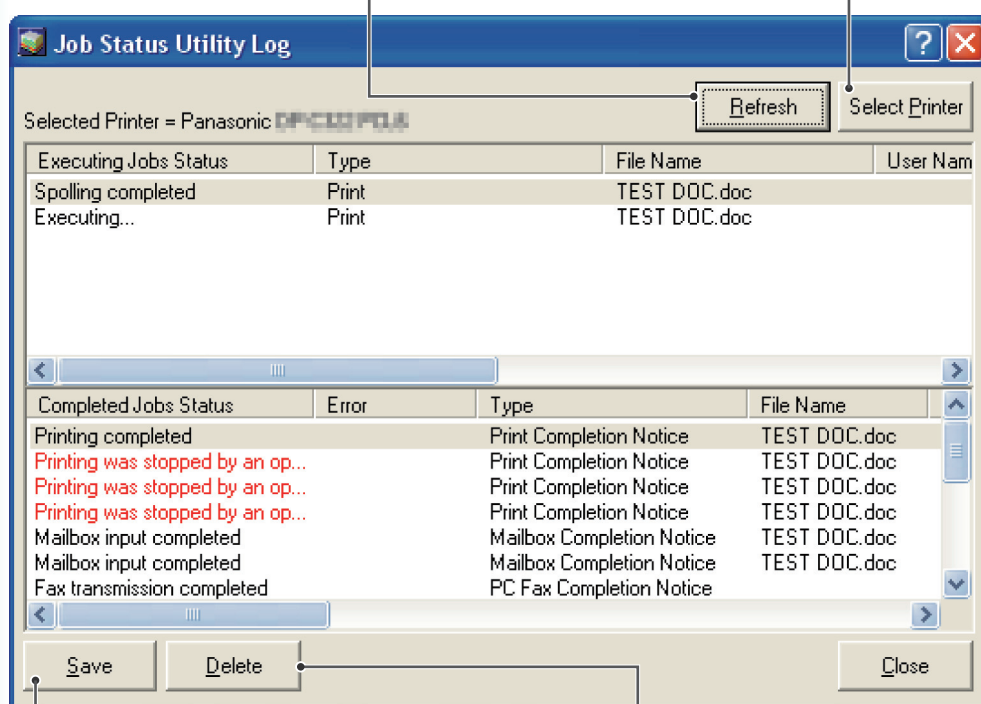 Job Status Utility Log
Refresh
Select Printer
Selected Printer = Panasonic
Executing Jobs Status Type File Name User Nam
Spolling completed Print TEST DOC.doc
Executing... Print TEST DOC.doc
Completed Jobs Status Error Type File Name
Printing completed Print Completion Notice TEST DOC.doc
Printing was stopped by an op... Print Completion Notice TEST DOC.doc
Printing was stopped by an op... Print Completion Notice TEST DOC.doc
Printing was stopped by an op... Print Completion Notice TEST DOC.doc
Mailbox input completed Mailbox Completion Notice TEST DOC.doc
Mailbox input completed Mailbox Completion Notice TEST DOC.doc
Fax transmission completed PC Fax Completion Notice
Save Delete Close